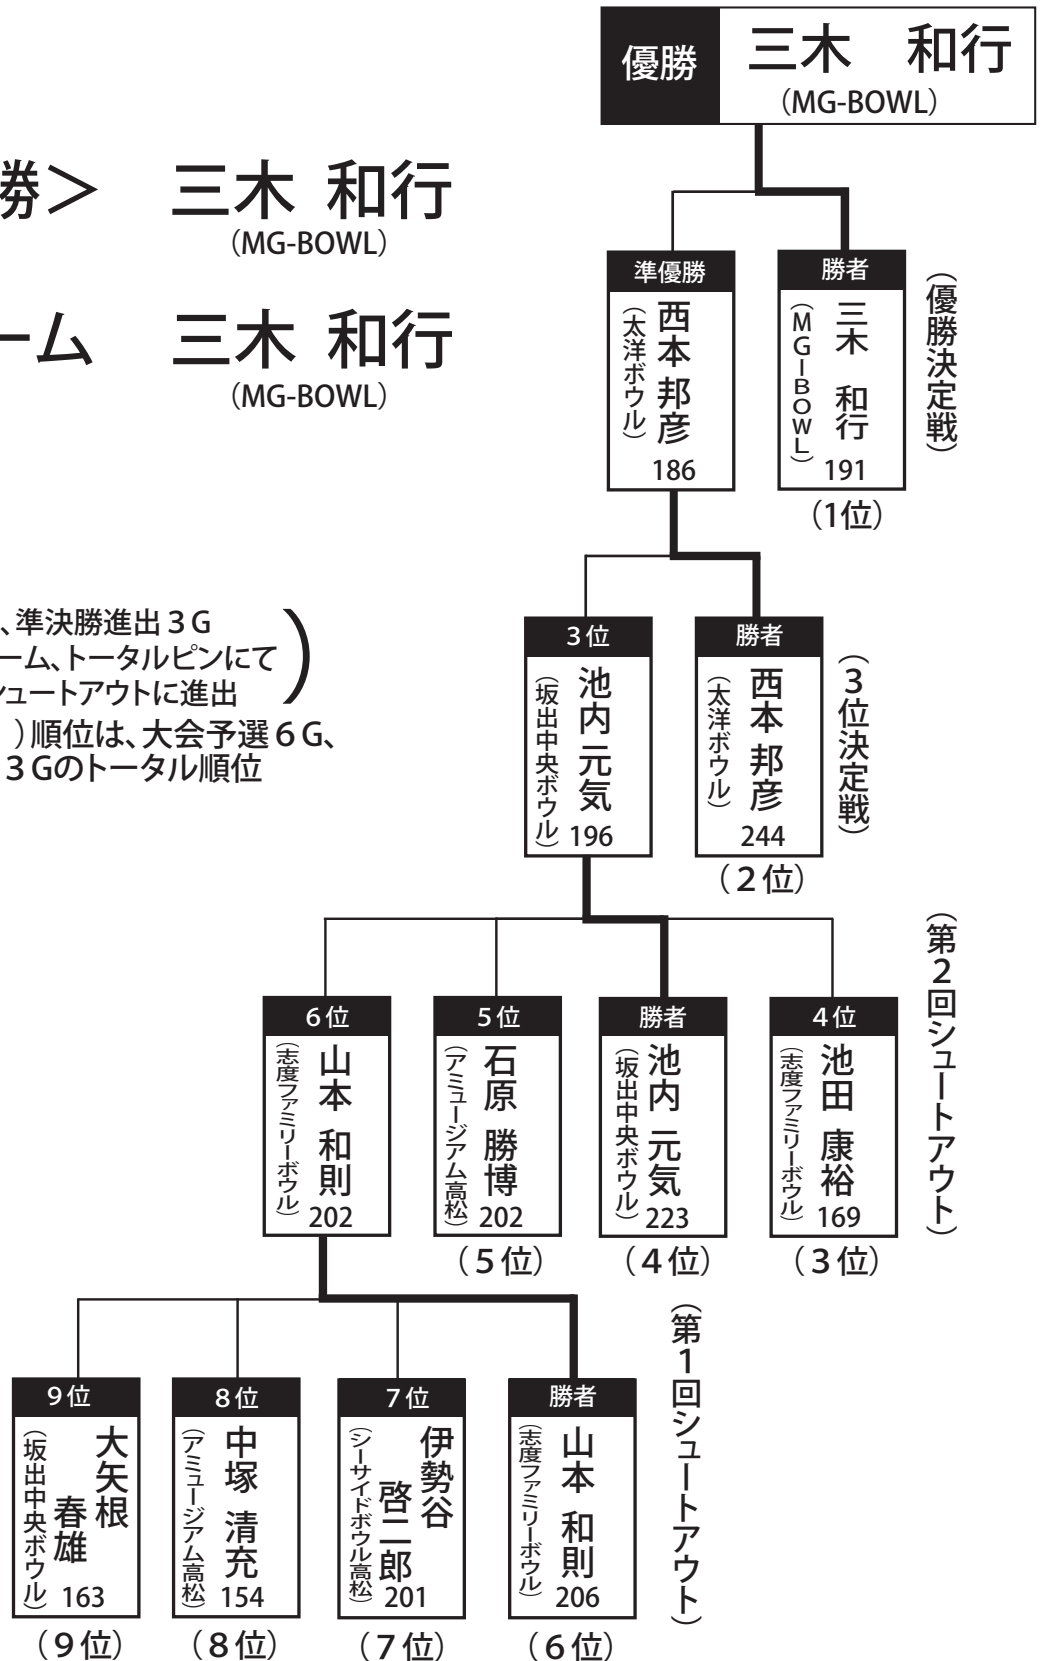 優勝
三木 和行
(MG-BOWL)
勝＞ 三木 和行
(MG-BOWL)
ーム 三木 和行
(MG-BOWL)
準優勝
西本 邦彦
(太洋ボウル)
186
勝者
三木 和行
(MGーBOWL)
191
(1位)
(優勝決定戦)
、準決勝進出３G
ーム、トータルピンにて
シュートアウトに進出
)順位は、大会予選６G、
３Gのトータル順位
3位
池内 元気
(坂出中央ボウル)
196
勝者
西本 邦彦
(太洋ボウル)
244
(２位)
(３位決定戦)
6位
山本 和則
(志度ファミリーボウル)
202
5位
石原 勝博
(アミュージアム高松)
202
(５位)
勝者
池内 元気
(坂出中央ボウル)
223
(４位)
4位
池田 康裕
(志度ファミリーボウル)
169
(３位)
(第２回シュートアウト)
9位
大矢根
春雄
(坂出中央ボウル)
163
(９位)
8位
中塚 清充
(アミュージアム高松)
154
(８位)
7位
伊勢谷
啓二郎
(シーサイドボウル高松)
201
(７位)
勝者
山本 和則
(志度ファミリーボウル)
206
(６位)
(第１回シュートアウト)